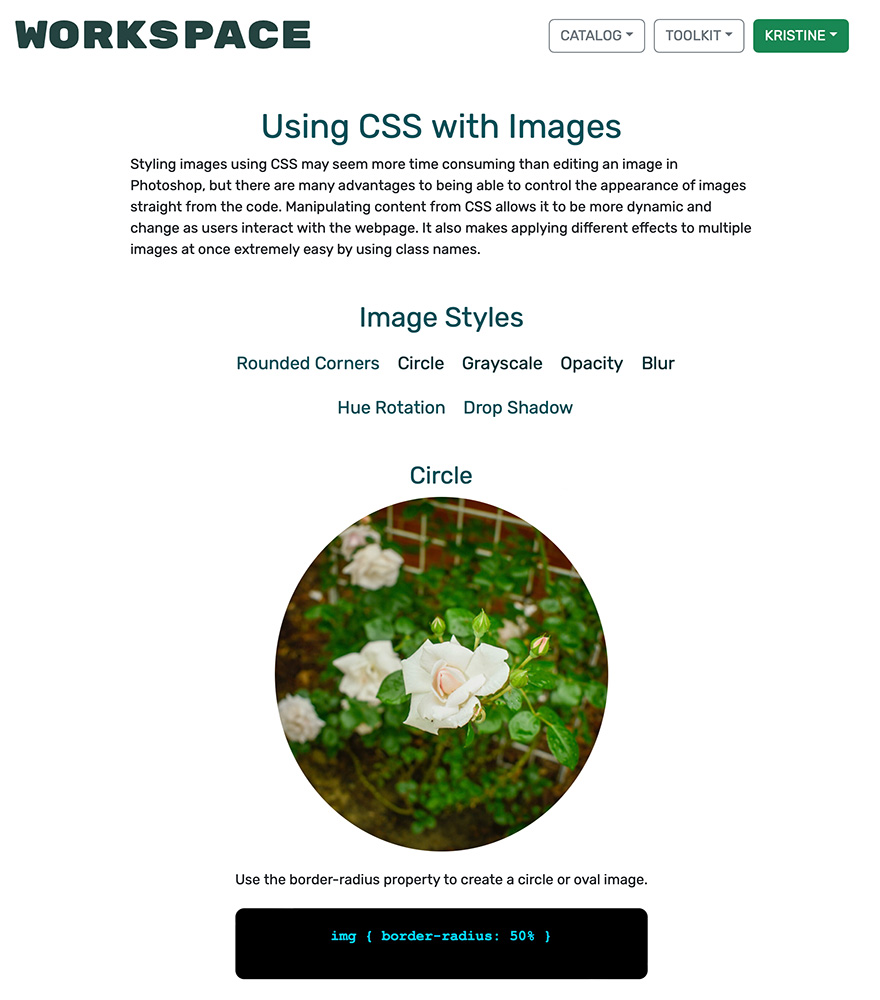 WORKSPACE
CATALOG
TOOLKIT
KRISTINE
Using CSS with Images
Styling images using CSS may seem more time consuming than editing an image in
Photoshop, but there are many advantages to being able to control the appearance of images
straight from the code. Manipulating content from CSS allows it to be more dynamic and
change as users interact with the webpage. It also makes applying different effects to multiple
images at once extremely easy by using class names.
Image Styles
Rounded Corners Circle Grayscale Opacity Blur
Hue Rotation Drop Shadow
Circle
Use the border-radius property to create a circle or oval image.
img { border-radius: 50% }